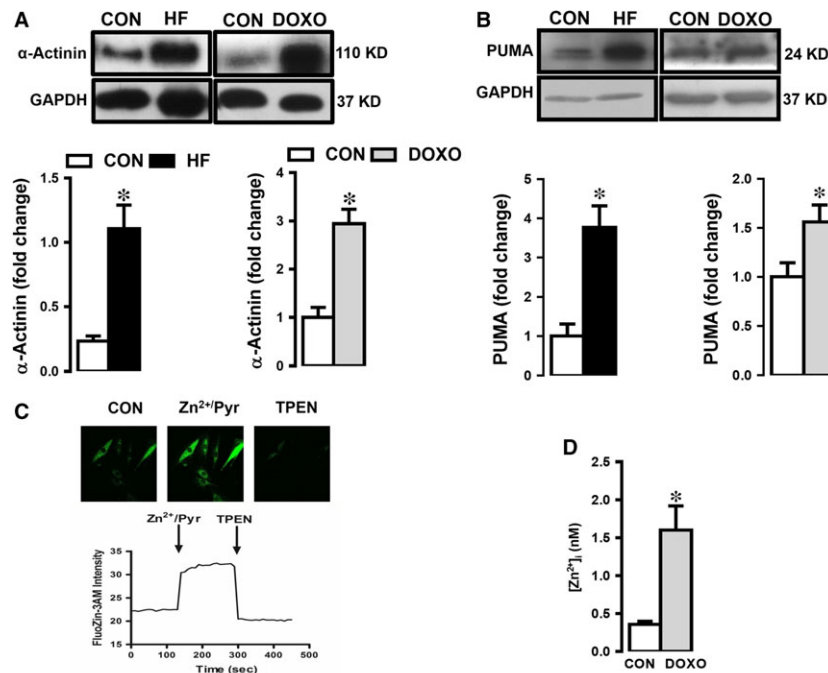 A
CON HF CON DOXO
α-Actinin 110 KD
GAPDH 37 KD
CON HF
α-Actinin (fold change)
1.5
1.0
0.5
0.0
*
CON DOXO
α-Actinin (fold change)
4
3
2
1
0
*
B
CON HF CON DOXO
PUMA 24 KD
GAPDH 37 KD
PUMA (fold change)
5
4
3
2
1
0
*
PUMA (fold change)
2.0
1.5
1.0
0.5
0.0
*
C
CON Zn²⁺/Pyr TPEN
Zn²⁺/Pyr TPEN
FluoZin-3AM Intensity
35
30
25
20
15
0 100 200 300 400 500
Time (sec)
D
[Zn²⁺]i (nM)
2.5
2.0
1.5
1.0
0.5
0
*
CON DOXO